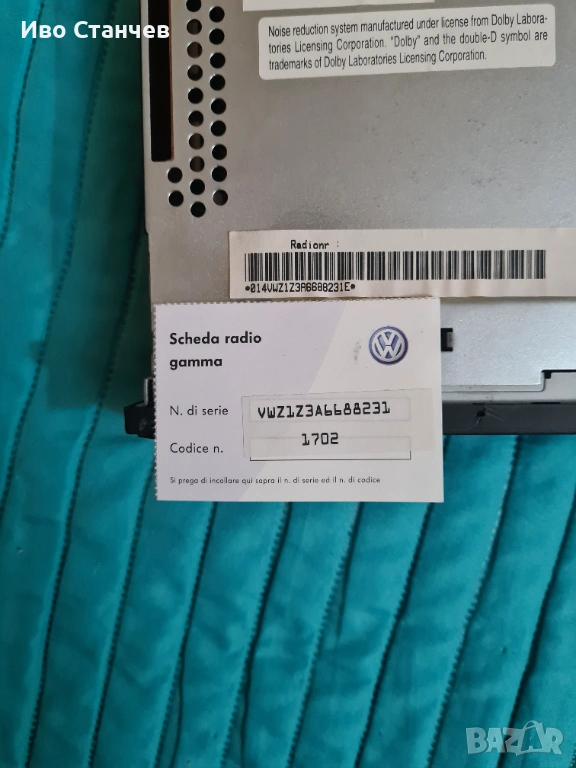 Иво Станчев
Noise reduction system manufactured under license from Dolby Labora-
tories Licensing Corporation. "Dolby" and the double-D symbol are
trademarks of Dolby Laboratories Licensing Corporation.
Radionr :
*014VWZ1Z3A6688231E*
Scheda radio
gamma
N. di serie VWZ1Z3A6688231
Codice n. 1702
Si prega di incollare qui sopra il n. di serie ed il n. di codice
BAZAR